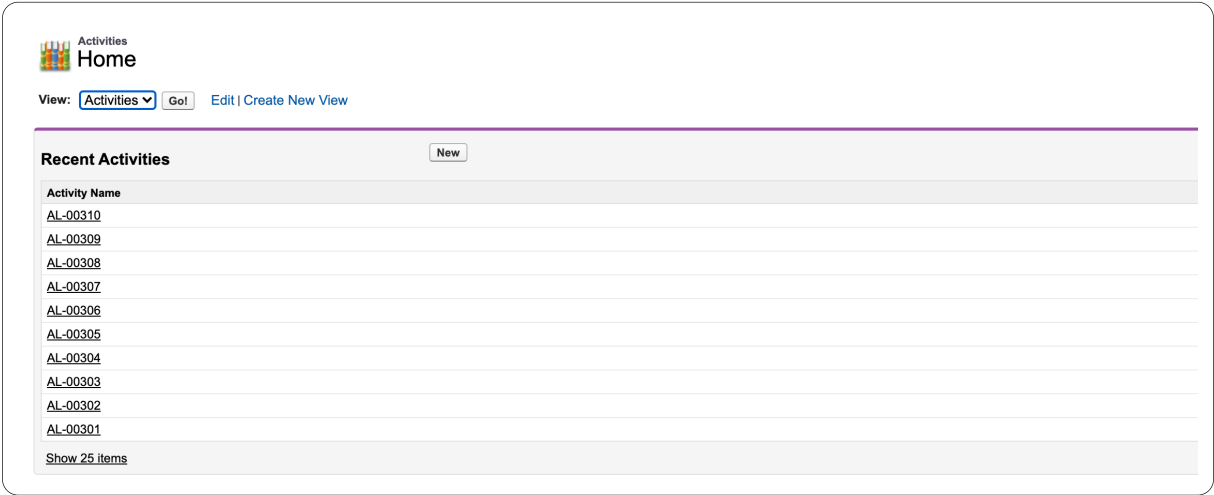 Activities
Home
View: Activities Go! Edit | Create New View
Recent Activities New
Activity Name
AL-00310
AL-00309
AL-00308
AL-00307
AL-00306
AL-00305
AL-00304
AL-00303
AL-00302
AL-00301
Show 25 items